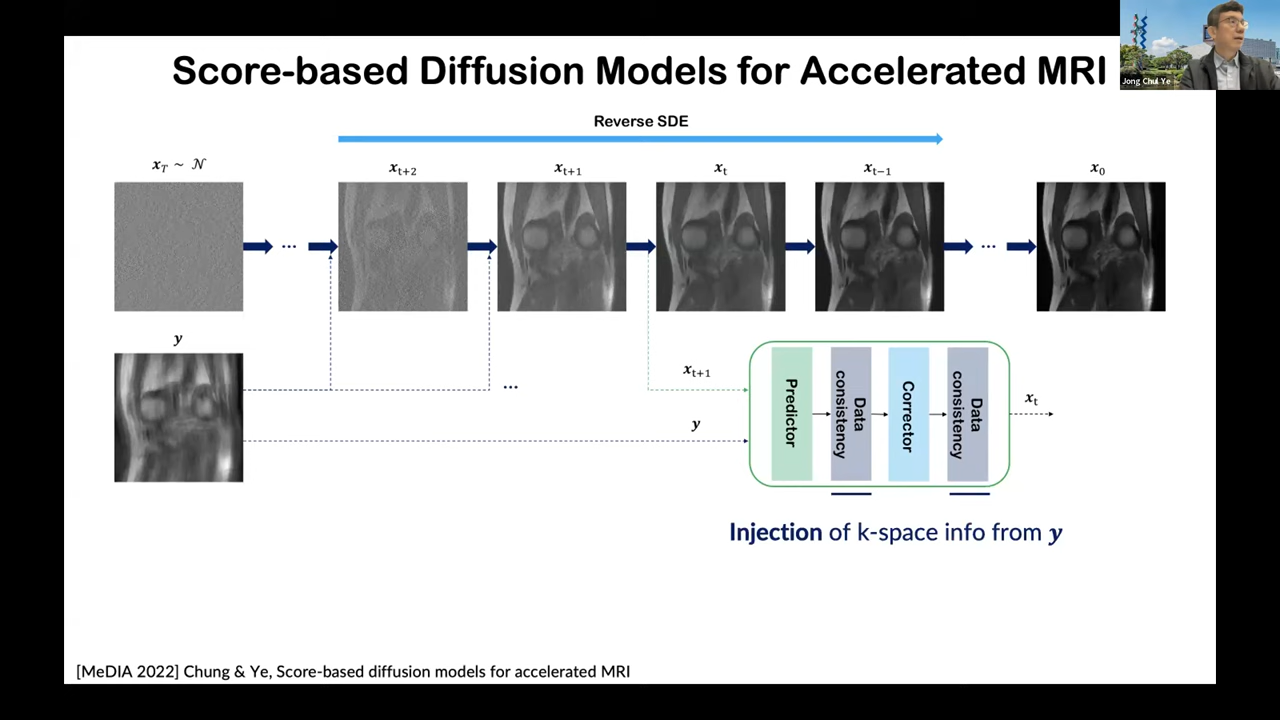 Score-based Diffusion Models for Accelerated MRI
Jong Chul Ye
Reverse SDE
x_T ~ 𝒩
x_{t+2}
x_{t+1}
x_t
x_{t−1}
x_0
...
...
y
...
x_{t+1}
y
Predictor
Data consistency
Corrector
Data consistency
x_t
Injection of k-space info from y
[MeDIA 2022] Chung & Ye, Score-based diffusion models for accelerated MRI